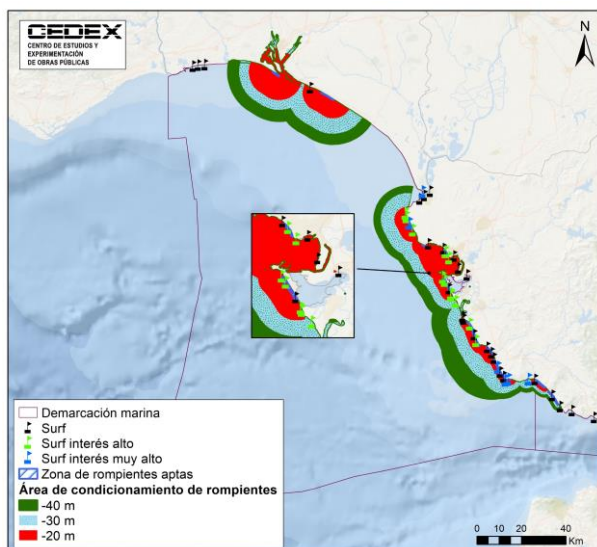 CEDEX
CENTRO DE ESTUDIOS Y
EXPERIMENTACIÓN
DE OBRAS PÚBLICAS
N
Demarcación marina
Surf
Surf interés alto
Surf interés muy alto
Zona de rompientes aptas
Área de condicionamiento de rompientes
-40 m
-30 m
-20 m
0 10 20 40
Km